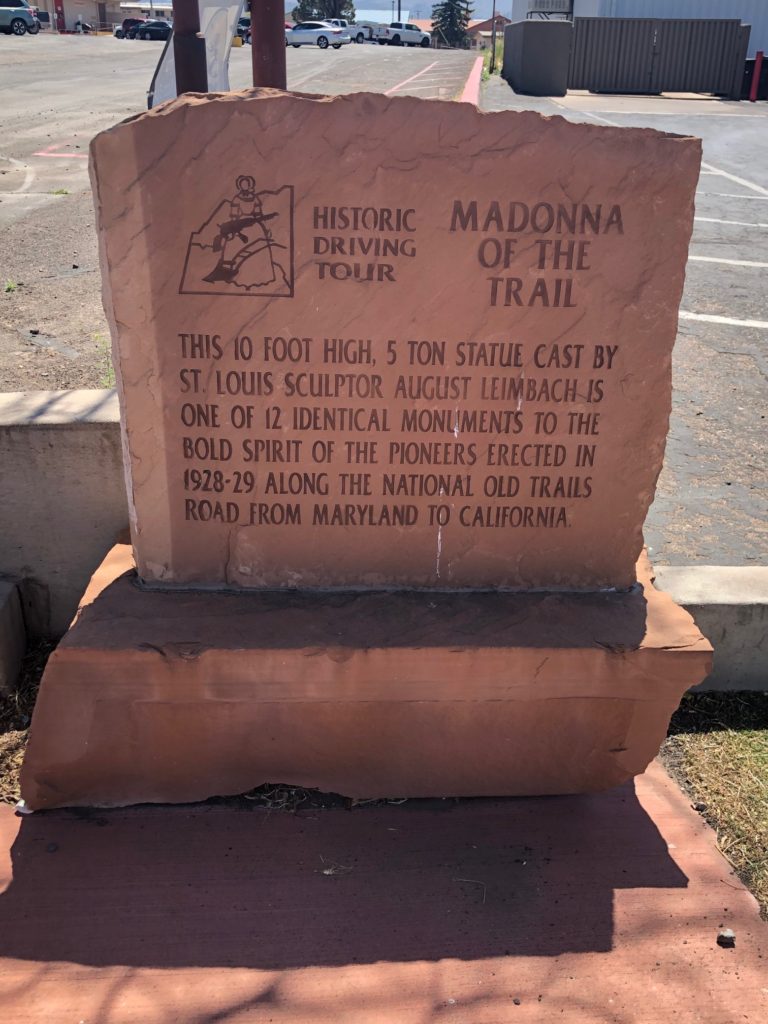 HISTORIC
DRIVING
TOUR
MADONNA
OF THE
TRAIL
THIS 10 FOOT HIGH, 5 TON STATUE CAST BY
ST. LOUIS SCULPTOR AUGUST LEIMBACH IS
ONE OF 12 IDENTICAL MONUMENTS TO THE
BOLD SPIRIT OF THE PIONEERS ERECTED IN
1928-29 ALONG THE NATIONAL OLD TRAILS
ROAD FROM MARYLAND TO CALIFORNIA.